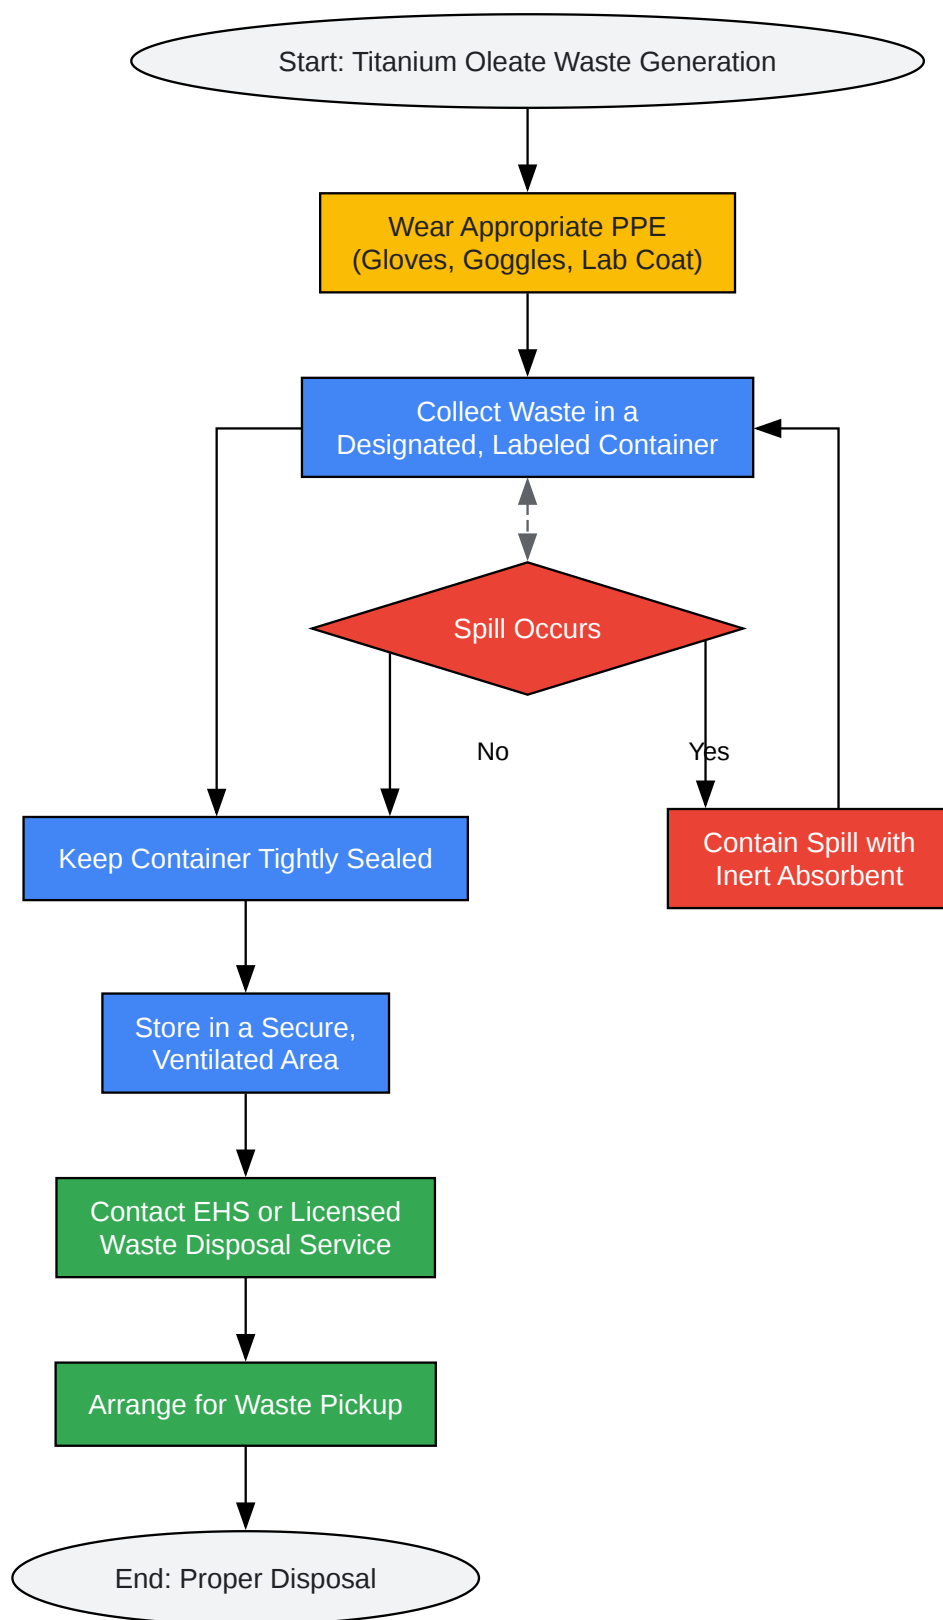 Start: Titanium Oleate Waste Generation
Wear Appropriate PPE
(Gloves, Goggles, Lab Coat)
Collect Waste in a
Designated, Labeled Container
Spill Occurs
No
Yes
Keep Container Tightly Sealed
Contain Spill with
Inert Absorbent
Store in a Secure,
Ventilated Area
Contact EHS or Licensed
Waste Disposal Service
Arrange for Waste Pickup
End: Proper Disposal